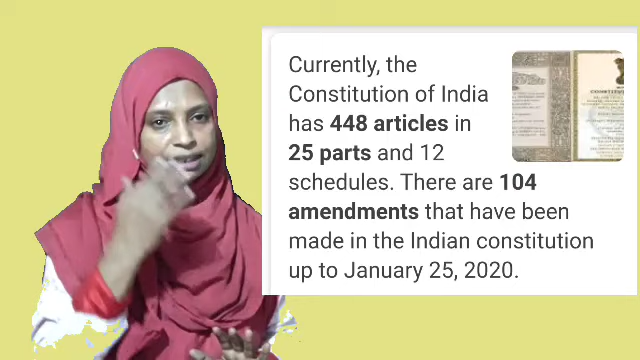 Currently, the
Constitution of India
has 448 articles in
25 parts and 12
schedules. There are 104
amendments that have been
made in the Indian constitution
up to January 25, 2020.